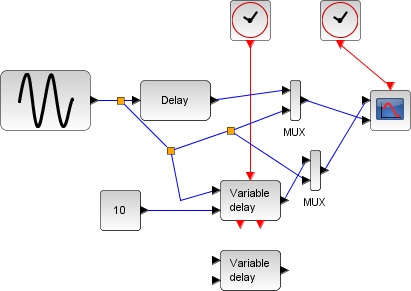 Delay
MUX
MUX
10
Variable
delay
Variable
delay